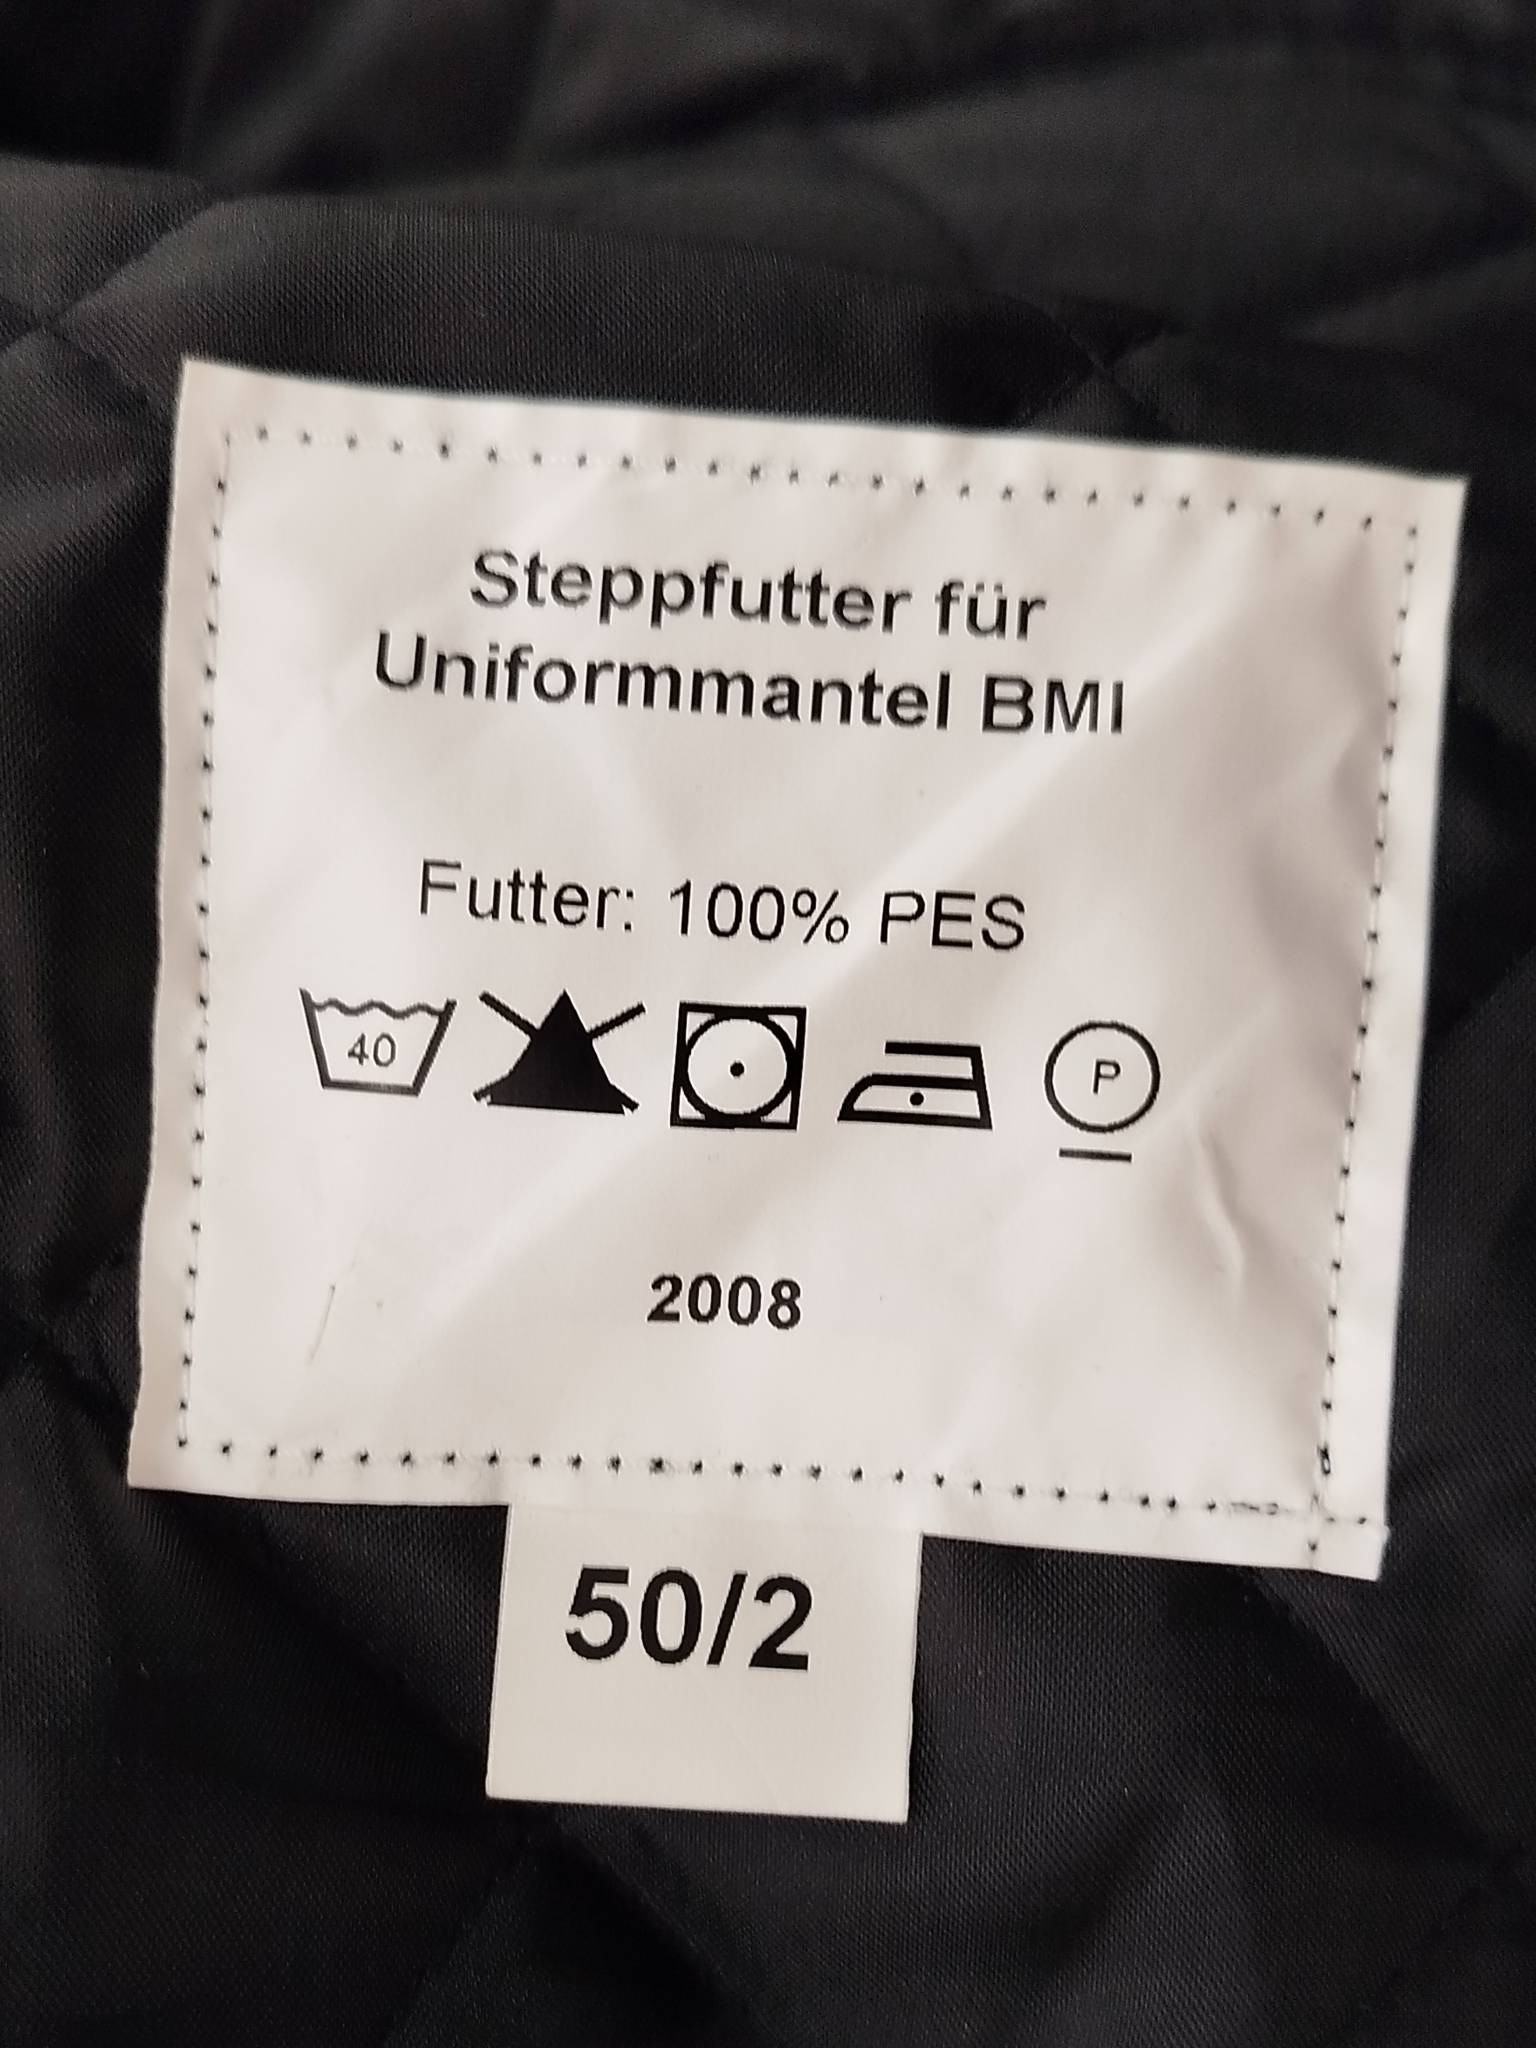 Steppfutter für
Uniformmantel BMI
Futter: 100% PES
40 P
2008
50/2